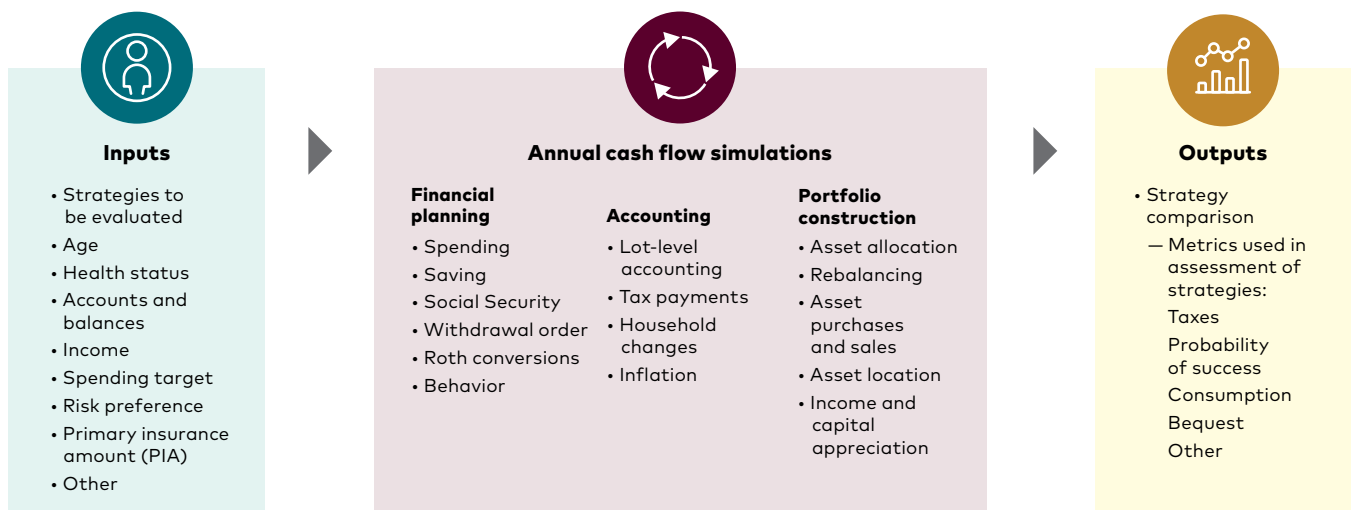 Inputs
• Strategies to
be evaluated
• Age
• Health status
• Accounts and
balances
• Income
• Spending target
• Risk preference
• Primary insurance
amount (PIA)
• Other
Annual cash flow simulations
Financial
planning
• Spending
• Saving
• Social Security
• Withdrawal order
• Roth conversions
• Behavior
Accounting
• Lot-level
accounting
• Tax payments
• Household
changes
• Inflation
Portfolio
construction
• Asset allocation
• Rebalancing
• Asset
purchases
and sales
• Asset location
• Income and
capital
appreciation
Outputs
• Strategy
comparison
— Metrics used in
assessment of
strategies:
Taxes
Probability
of success
Consumption
Bequest
Other